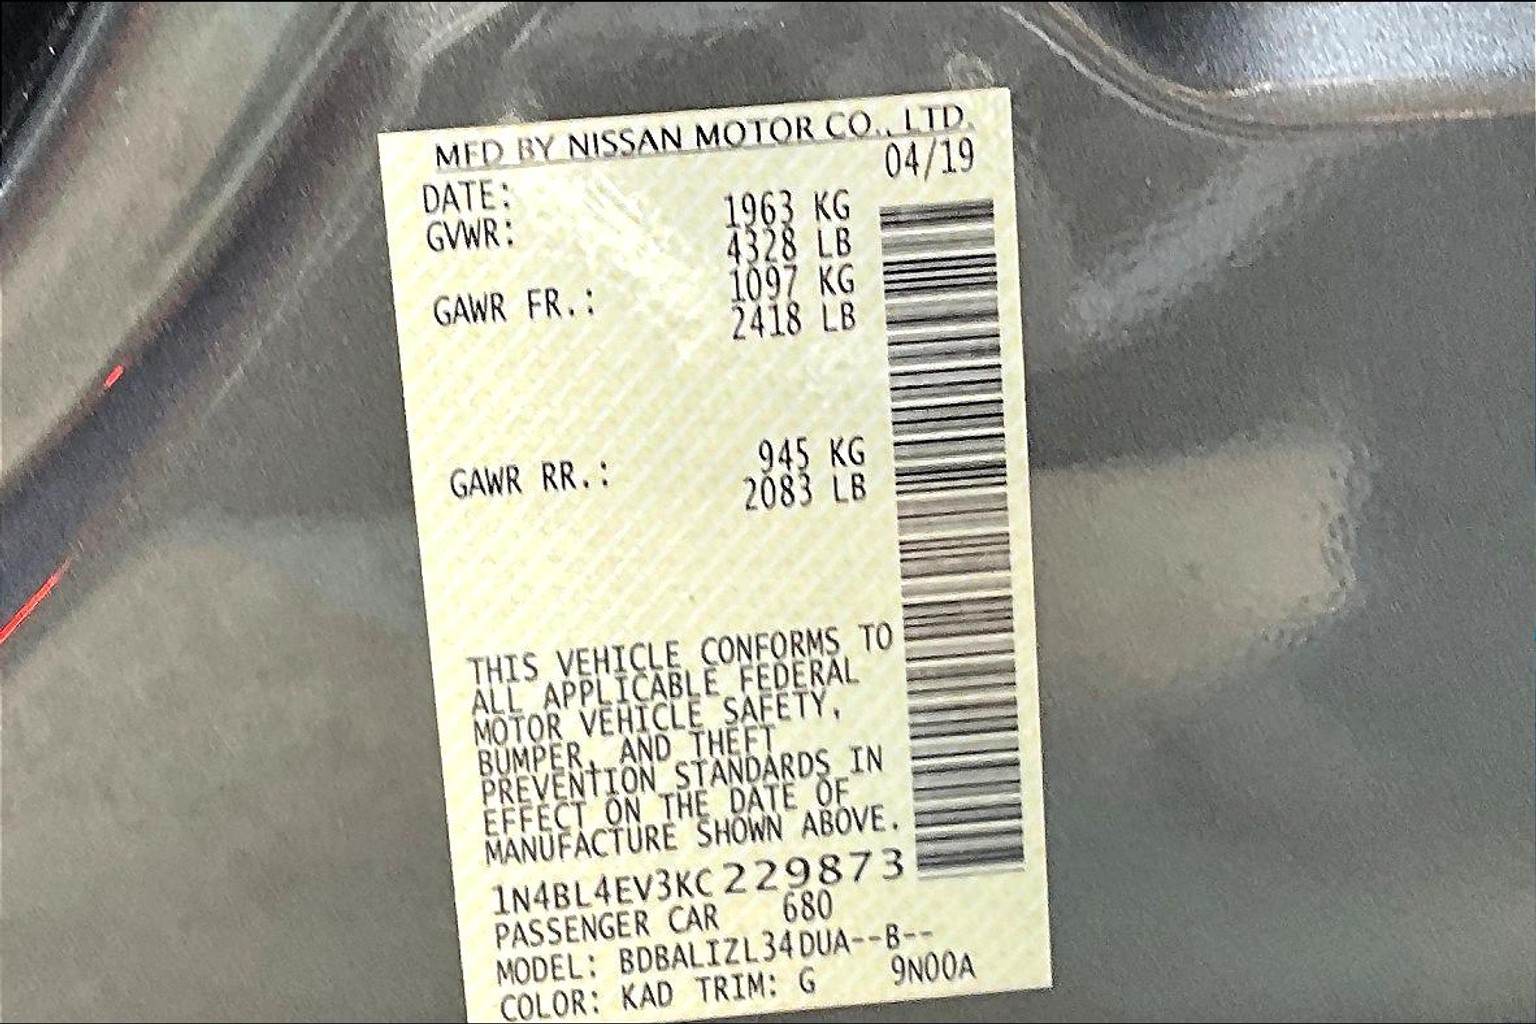 MFD BY NISSAN MOTOR CO., LTD.
DATE: 04/19
GVWR: 1963 KG
4328 LB
GAWR FR.: 1097 KG
2418 LB
GAWR RR.: 945 KG
2083 LB
THIS VEHICLE CONFORMS TO
ALL APPLICABLE FEDERAL
MOTOR VEHICLE SAFETY,
BUMPER, AND THEFT
PREVENTION STANDARDS IN
EFFECT ON THE DATE OF
MANUFACTURE SHOWN ABOVE.
1N4BL4EV3KC229873
PASSENGER CAR 680
MODEL: BDBALIZL34DUA--B--
COLOR: KAD TRIM: G 9N00A